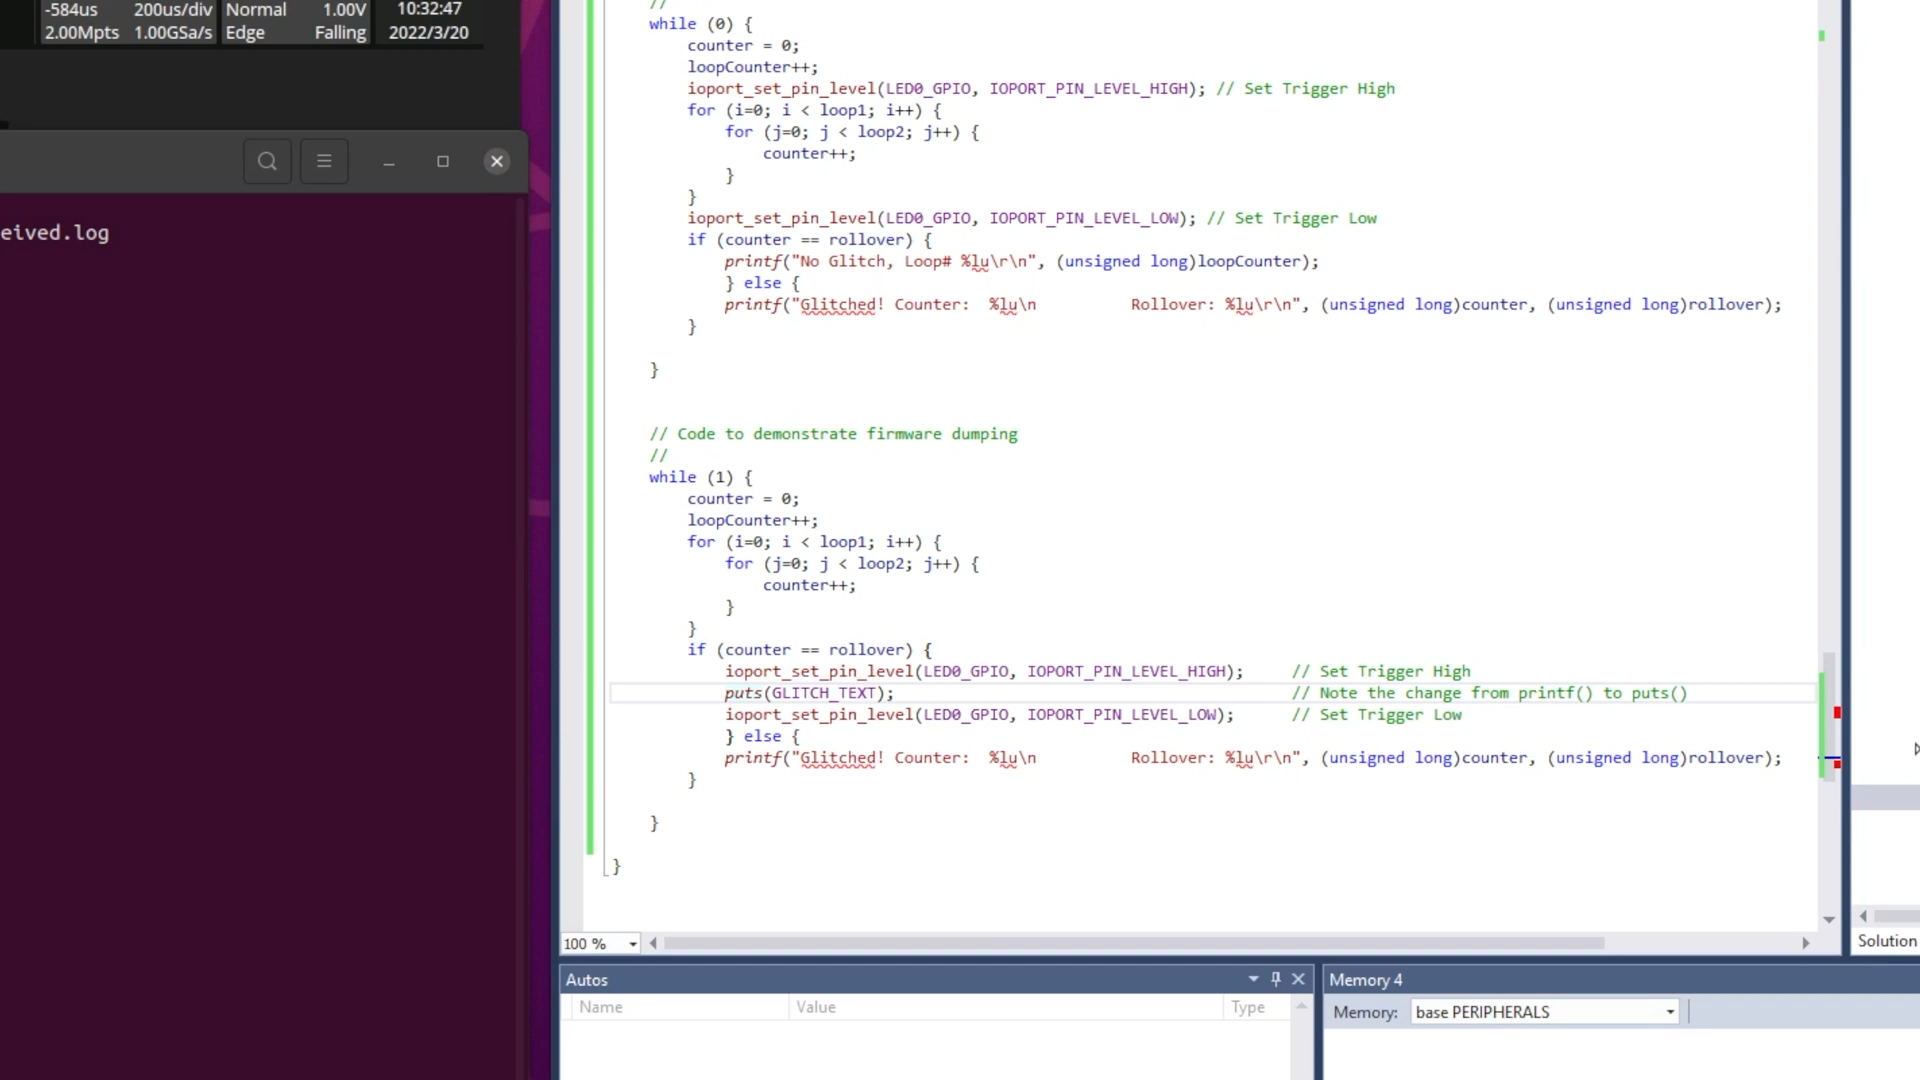 -584us 200us/div Normal 1.00V 10:32:47
2.00Mpts 1.00GSa/s Edge Falling 2022/3/20
eived.log
//
while (0) {
counter = 0;
loopCounter++;
ioport_set_pin_level(LED0_GPIO, IOPORT_PIN_LEVEL_HIGH); // Set Trigger High
for (i=0; i < loop1; i++) {
for (j=0; j < loop2; j++) {
counter++;
}
}
ioport_set_pin_level(LED0_GPIO, IOPORT_PIN_LEVEL_LOW); // Set Trigger Low
if (counter == rollover) {
printf("No Glitch, Loop# %lu\r\n", (unsigned long)loopCounter);
} else {
printf("Glitched! Counter:  %lu\n          Rollover: %lu\r\n", (unsigned long)counter, (unsigned long)rollover);
}
}
// Code to demonstrate firmware dumping
//
while (1) {
counter = 0;
loopCounter++;
for (i=0; i < loop1; i++) {
for (j=0; j < loop2; j++) {
counter++;
}
}
if (counter == rollover) {
ioport_set_pin_level(LED0_GPIO, IOPORT_PIN_LEVEL_HIGH);     // Set Trigger High
puts(GLITCH_TEXT);     // Note the change from printf() to puts()
ioport_set_pin_level(LED0_GPIO, IOPORT_PIN_LEVEL_LOW);      // Set Trigger Low
} else {
printf("Glitched! Counter:  %lu\n          Rollover: %lu\r\n", (unsigned long)counter, (unsigned long)rollover);
}
}
}
100 %
Solution
Autos
Name Value Type
Memory 4
Memory: base PERIPHERALS